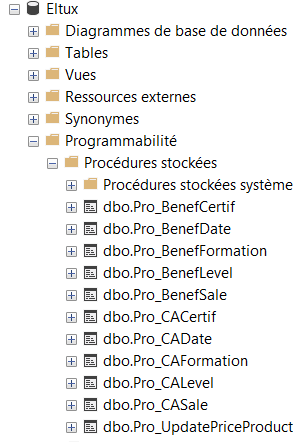 Eltux
Diagrammes de base de données
Tables
Vues
Ressources externes
Synonymes
Programmabilité
Procédures stockées
Procédures stockées système
dbo.Pro_BenefCertif
dbo.Pro_BenefDate
dbo.Pro_BenefFormation
dbo.Pro_BenefLevel
dbo.Pro_BenefSale
dbo.Pro_CACertif
dbo.Pro_CADate
dbo.Pro_CAFormation
dbo.Pro_CALevel
dbo.Pro_CASale
dbo.Pro_UpdatePriceProduct